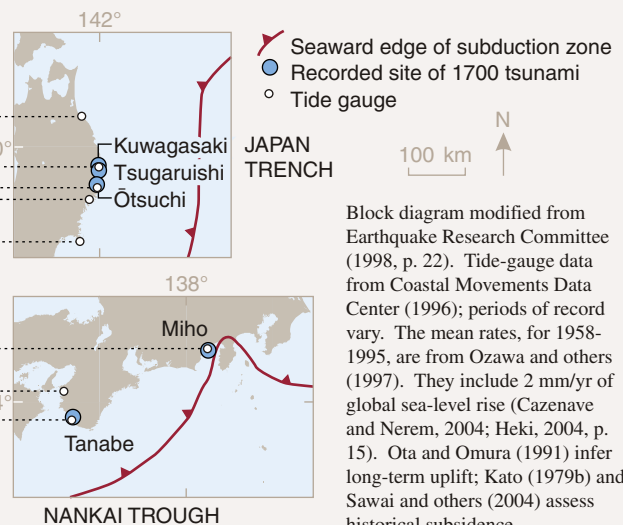 142°
Seaward edge of subduction zone
Recorded site of 1700 tsunami
Tide gauge
Kuwagasaki
Tsugaruishi
Ōtsuchi
JAPAN
TRENCH
N
100 km
138°
Miho
Tanabe
NANKAI TROUGH
Block diagram modified from
Earthquake Research Committee
(1998, p. 22). Tide-gauge data
from Coastal Movements Data
Center (1996); periods of record
vary. The mean rates, for 1958-
1995, are from Ozawa and others
(1997). They include 2 mm/yr of
global sea-level rise (Cazenave
and Nerem, 2004; Heki, 2004, p.
15). Ota and Omura (1991) infer
long-term uplift; Kato (1979b) and
Sawai and others (2004) assess
historical subsidence